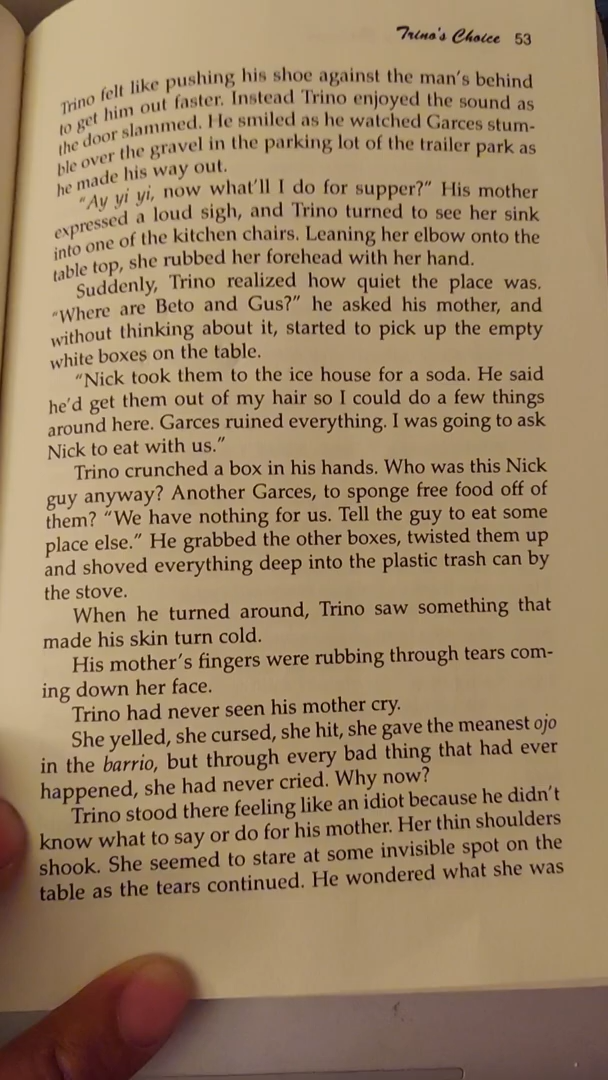 Trino's Choice 53
Trino felt like pushing his shoe against the man's behind
to get him out faster. Instead Trino enjoyed the sound as
the door slammed. He smiled as he watched Garces stum-
ble over the gravel in the parking lot of the trailer park as
he made his way out.
"Ay yi yi, now what'll I do for supper?" His mother
expressed a loud sigh, and Trino turned to see her sink
into one of the kitchen chairs. Leaning her elbow onto the
table top, she rubbed her forehead with her hand.
Suddenly, Trino realized how quiet the place was.
"Where are Beto and Gus?" he asked his mother, and
without thinking about it, started to pick up the empty
white boxes on the table.
"Nick took them to the ice house for a soda. He said
he'd get them out of my hair so I could do a few things
around here. Garces ruined everything. I was going to ask
Nick to eat with us."
Trino crunched a box in his hands. Who was this Nick
guy anyway? Another Garces, to sponge free food off of
them? "We have nothing for us. Tell the guy to eat some
place else." He grabbed the other boxes, twisted them up
and shoved everything deep into the plastic trash can by
the stove.
When he turned around, Trino saw something that
made his skin turn cold.
His mother's fingers were rubbing through tears com-
ing down her face.
Trino had never seen his mother cry.
She yelled, she cursed, she hit, she gave the meanest ojo
in the barrio, but through every bad thing that had ever
happened, she had never cried. Why now?
Trino stood there feeling like an idiot because he didn't
know what to say or do for his mother. Her thin shoulders
shook. She seemed to stare at some invisible spot on the
table as the tears continued. He wondered what she was